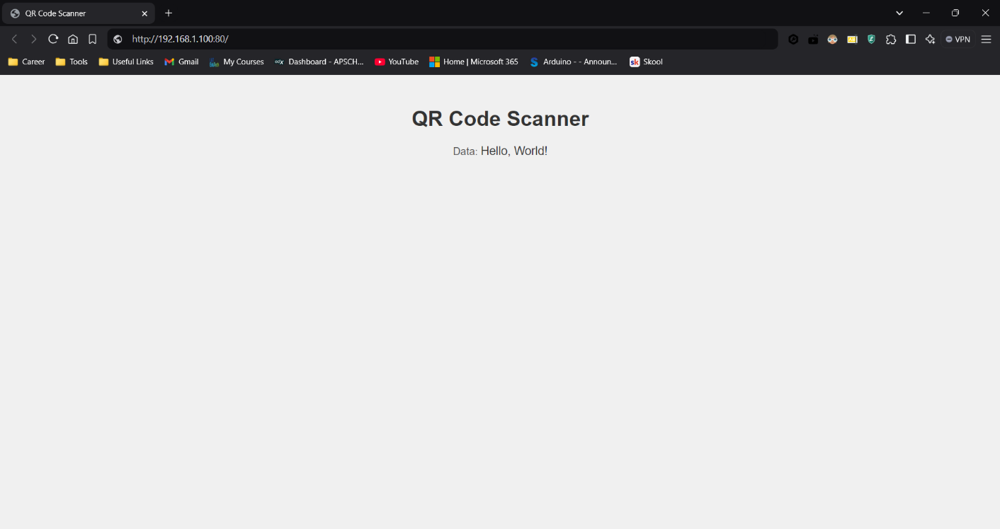 QR Code Scanner
http://192.168.1.100:80/
VPN
Career Tools Useful Links Gmail My Courses Dashboard - APSCH... YouTube Home | Microsoft 365 Arduino - - Announ... sk Skool
QR Code Scanner
Data: Hello, World!